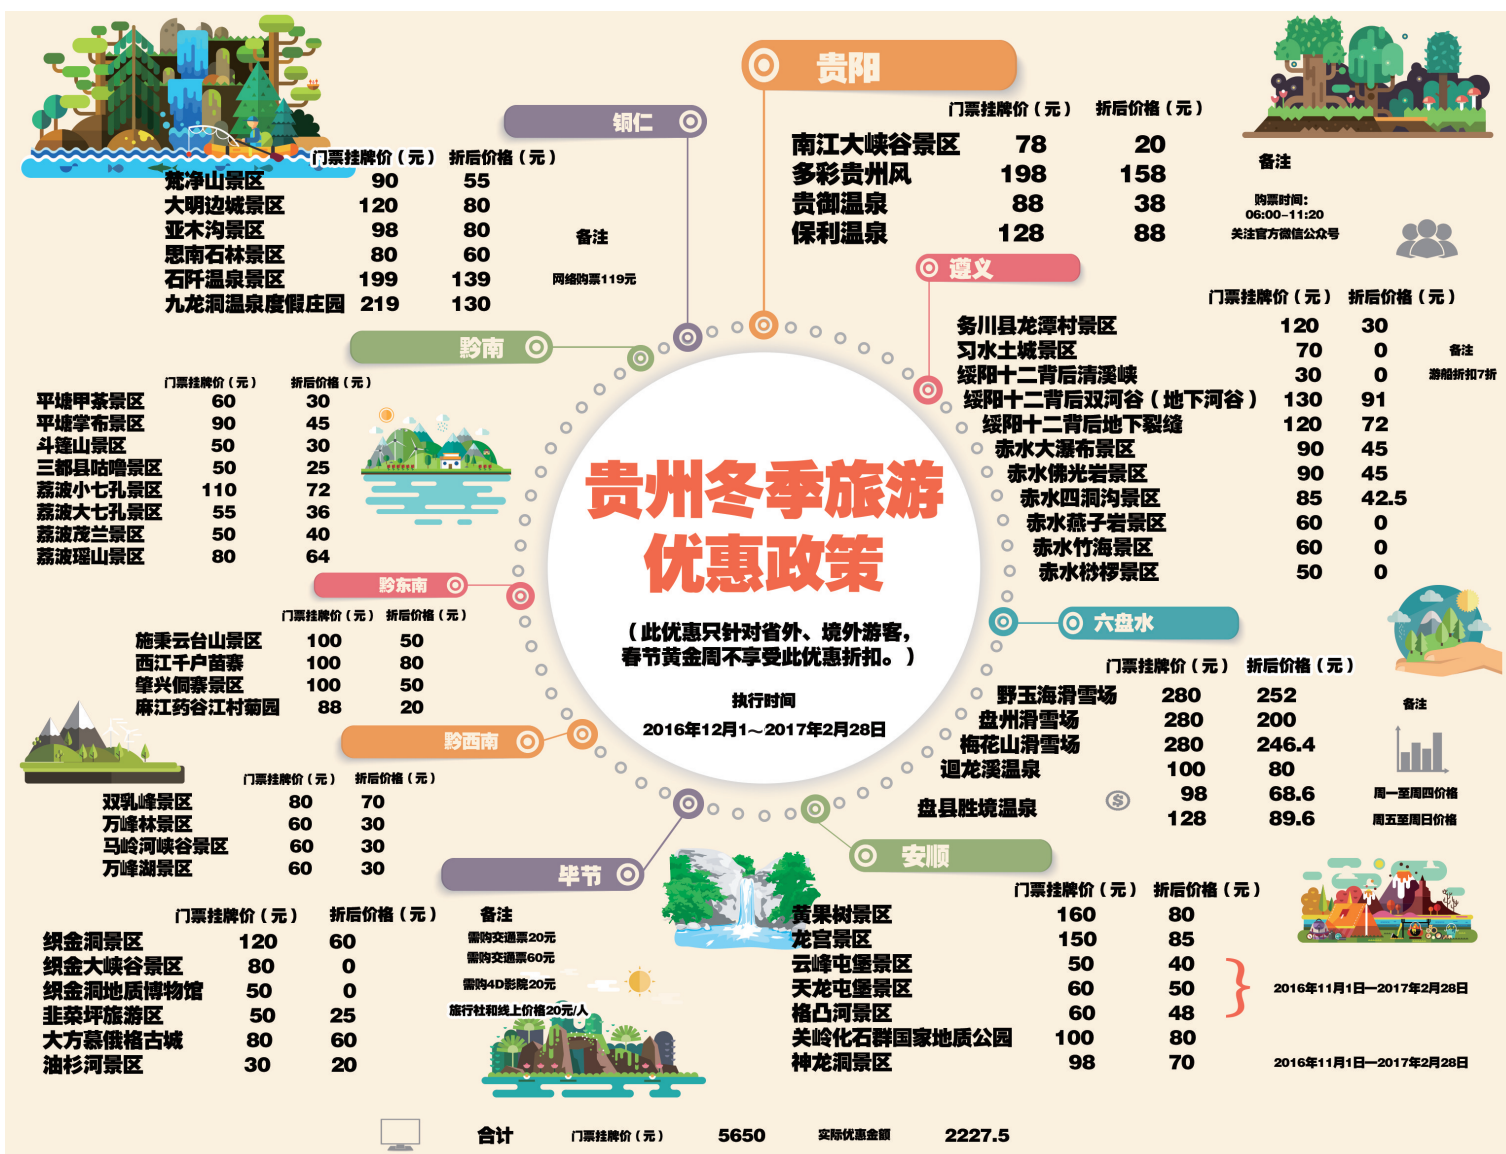 贵州冬季旅游
优惠政策
（此优惠只针对省外、境外游客，
春节黄金周不享受此优惠折扣。）
执行时间
2016年12月1～2017年2月28日
贵阳
门票挂牌价（元） 折后价格（元）
南江大峡谷景区 78 20
备注
多彩贵州风 198 158
贵御温泉 88 38
购票时间：
06:00-11:20
保利温泉 128 88
关注官方微信公众号
遵义
门票挂牌价（元） 折后价格（元）
务川县龙潭村景区 120 30
习水土城景区 70 0 备注
绥阳十二背后清溪峡 30 0 游船折扣7折
绥阳十二背后双河谷（地下河谷） 130 91
绥阳十二背后地下裂缝 120 72
赤水大瀑布景区 90 45
赤水佛光岩景区 90 45
赤水四洞沟景区 85 42.5
赤水燕子岩景区 60 0
赤水竹海景区 60 0
赤水桫椤景区 50 0
六盘水
门票挂牌价（元） 折后价格（元）
野玉海滑雪场 280 252
备注
盘州滑雪场 280 200
梅花山滑雪场 280 246.4
迴龙溪温泉 100 80
盘县胜境温泉
98 68.6 周一至周四价格
128 89.6 周五至周日价格
安顺
门票挂牌价（元） 折后价格（元）
黄果树景区 160 80
龙宫景区 150 85
云峰屯堡景区 50 40
天龙屯堡景区 60 50
2016年11月1日—2017年2月28日
格凸河景区 60 48
关岭化石群国家地质公园 100 80
神龙洞景区 98 70 2016年11月1日—2017年2月28日
铜仁
门票挂牌价（元） 折后价格（元）
梵净山景区 90 55
大明边城景区 120 80
亚木沟景区 98 80
备注
思南石林景区 80 60
石阡温泉景区 199 139 网络购票119元
九龙洞温泉度假庄园 219 130
黔南
门票挂牌价（元） 折后价格（元）
平塘甲茶景区 60 30
平塘掌布景区 90 45
斗篷山景区 50 30
三都县咕噜景区 50 25
荔波小七孔景区 110 72
荔波大七孔景区 55 36
荔波茂兰景区 50 40
荔波瑶山景区 80 64
黔东南
门票挂牌价（元） 折后价格（元）
施秉云台山景区 100 50
西江千户苗寨 100 80
肇兴侗寨景区 100 50
麻江药谷江村菊园 88 20
黔西南
门票挂牌价（元） 折后价格（元）
双乳峰景区 80 70
万峰林景区 60 30
马岭河峡谷景区 60 30
万峰湖景区 60 30
毕节
门票挂牌价（元） 折后价格（元） 备注
织金洞景区 120 60 需购交通票20元
织金大峡谷景区 80 0 需购交通票60元
织金洞地质博物馆 50 0 需购4D影院20元
韭菜坪旅游区 50 25 旅行社和线上价格20元/人
大方慕俄格古城 80 60
油杉河景区 30 20
合计 门票挂牌价（元） 5650 实际优惠金额 2227.5